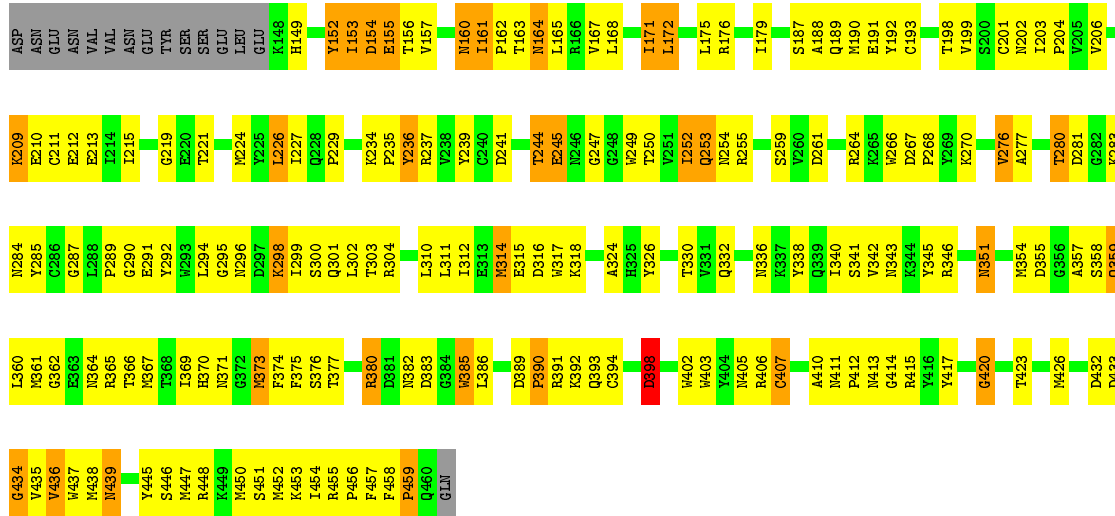 ASP ASN GLU ASN VAL VAL ASN GLU TYR SER SER GLU LEU GLU K148 H149 Y152 I153 D154 E155 T156 V157 N160 I161 P162 T163 N164 L165 R166 V167 L168 I171 L172 L175 R176 I179 S187 A188 Q189 M190 E191 Y192 C193 T198 V199 S200 C201 N202 I203 P204 V205 V206
K209 E210 C211 E212 E213 I214 I215 G219 E220 T221 M224 Y225 L226 I227 Q228 P229 K234 P235 Y236 R237 V238 Y239 C240 D241 T244 E245 N246 G247 G248 W249 T250 V251 I252 Q253 N254 R255 S259 V260 D261 R264 K265 W266 D267 P268 Y269 K270 V276 A277 T280 D281 G282
N284 Y285 C286 G287 L288 P289 G290 E291 Y292 W293 L294 G295 N296 D297 K298 I299 S300 Q301 L302 T303 R304 L310 L311 I312 E313 M314 E315 D316 W317 K318 A324 H325 Y326 T330 V331 Q332 N336 K337 Y338 Q339 I340 S341 V342 N343 K344 Y345 R346 N351 M354 D355 G356 A357 S358 Q359
L360 M361 G362 E363 N364 R365 T366 M367 T368 I369 H370 N371 G372 M373 F374 F375 S376 T377 R380 D381 N382 D383 G384 W385 L386 D389 P390 R391 K392 Q393 C394 D398 W402 W403 Y404 N405 R406 C407 A410 N411 P412 N413 G414 R415 Y416 Y417 G420 T423 M426 D432 D433
G434 V435 V436 W437 M438 N439 Y445 S446 M447 R448 K449 M450 S451 M452 K453 I454 R455 P456 F457 F458 P459 Q460 GLN